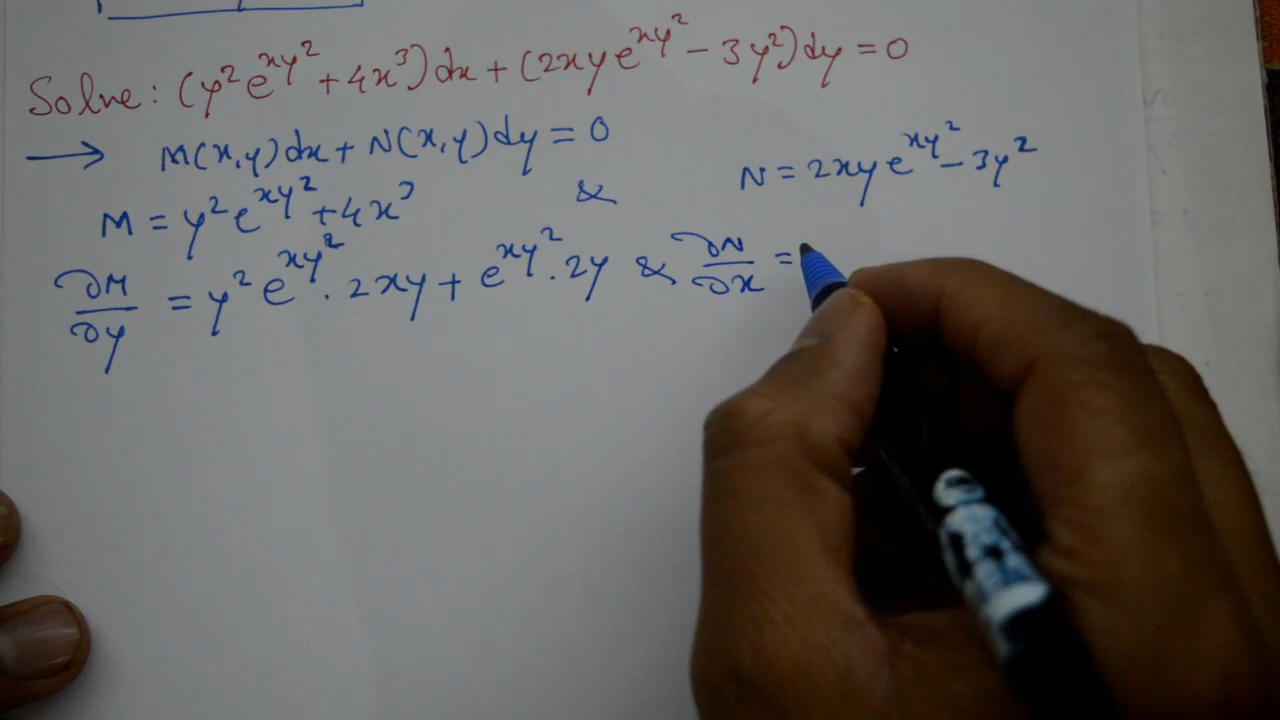 Solve: (y²e^{xy²} + 4x³)dx + (2xye^{xy²} - 3y²)dy = 0
→ M(x,y)dx + N(x,y)dy = 0
M = y²e^{xy²} + 4x³ & N = 2xye^{xy²} - 3y²
∂M/∂y = y²e^{xy²}. 2xy + e^{xy²}. 2y & ∂N/∂x =